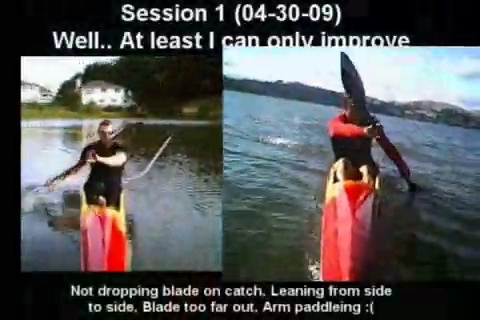 Session 1 (04-30-09)
Well.. At least I can only improve
Not dropping blade on catch. Leaning from side
to side. Blade too far out. Arm paddleing :(